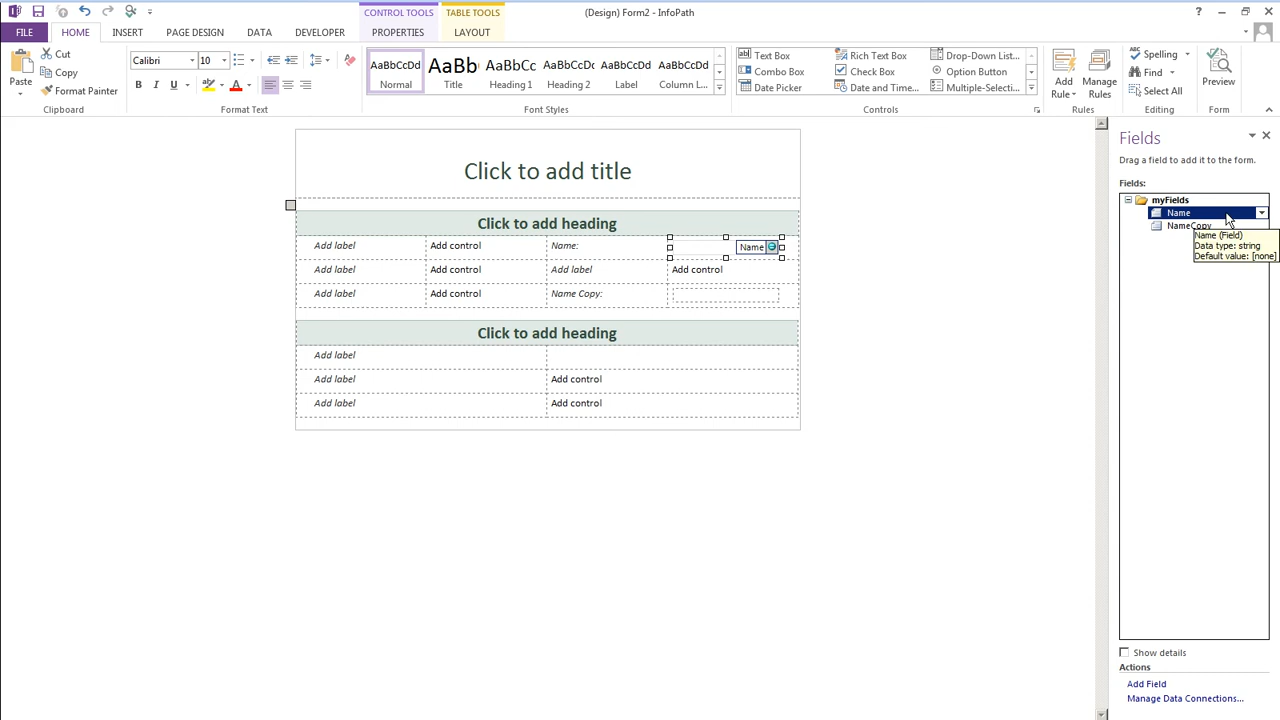 CONTROL TOOLS TABLE TOOLS (Design) Form2 - InfoPath ?
FILE HOME INSERT PAGE DESIGN DATA DEVELOPER PROPERTIES LAYOUT
Paste Cut
Copy
Format Painter
Clipboard
Calibri 10
B I U A
Format Text
AaBbCcDd AaBb AaBbCc AaBbCcDc AaBbCcDd AaBbCcDd
Normal Title Heading 1 Heading 2 Label Column L...
Font Styles
Text Box Rich Text Box Drop-Down List...
Combo Box Check Box Option Button
Date Picker Date and Time... Multiple-Selecti...
Controls
Add Rule Manage Rules
Rules
Spelling
Find
Select All
Editing
Preview
Form
Click to add title
Click to add heading
Add label Add control Name: Name
Add label Add control Add label Add control
Add label Add control Name Copy:
Click to add heading
Add label
Add label Add control
Add label Add control
Fields
Drag a field to add it to the form.
Fields:
myFields
Name
NameCopy
Name (Field)
Data type: string
Default value: [none]
Show details
Actions
Add Field
Manage Data Connections...